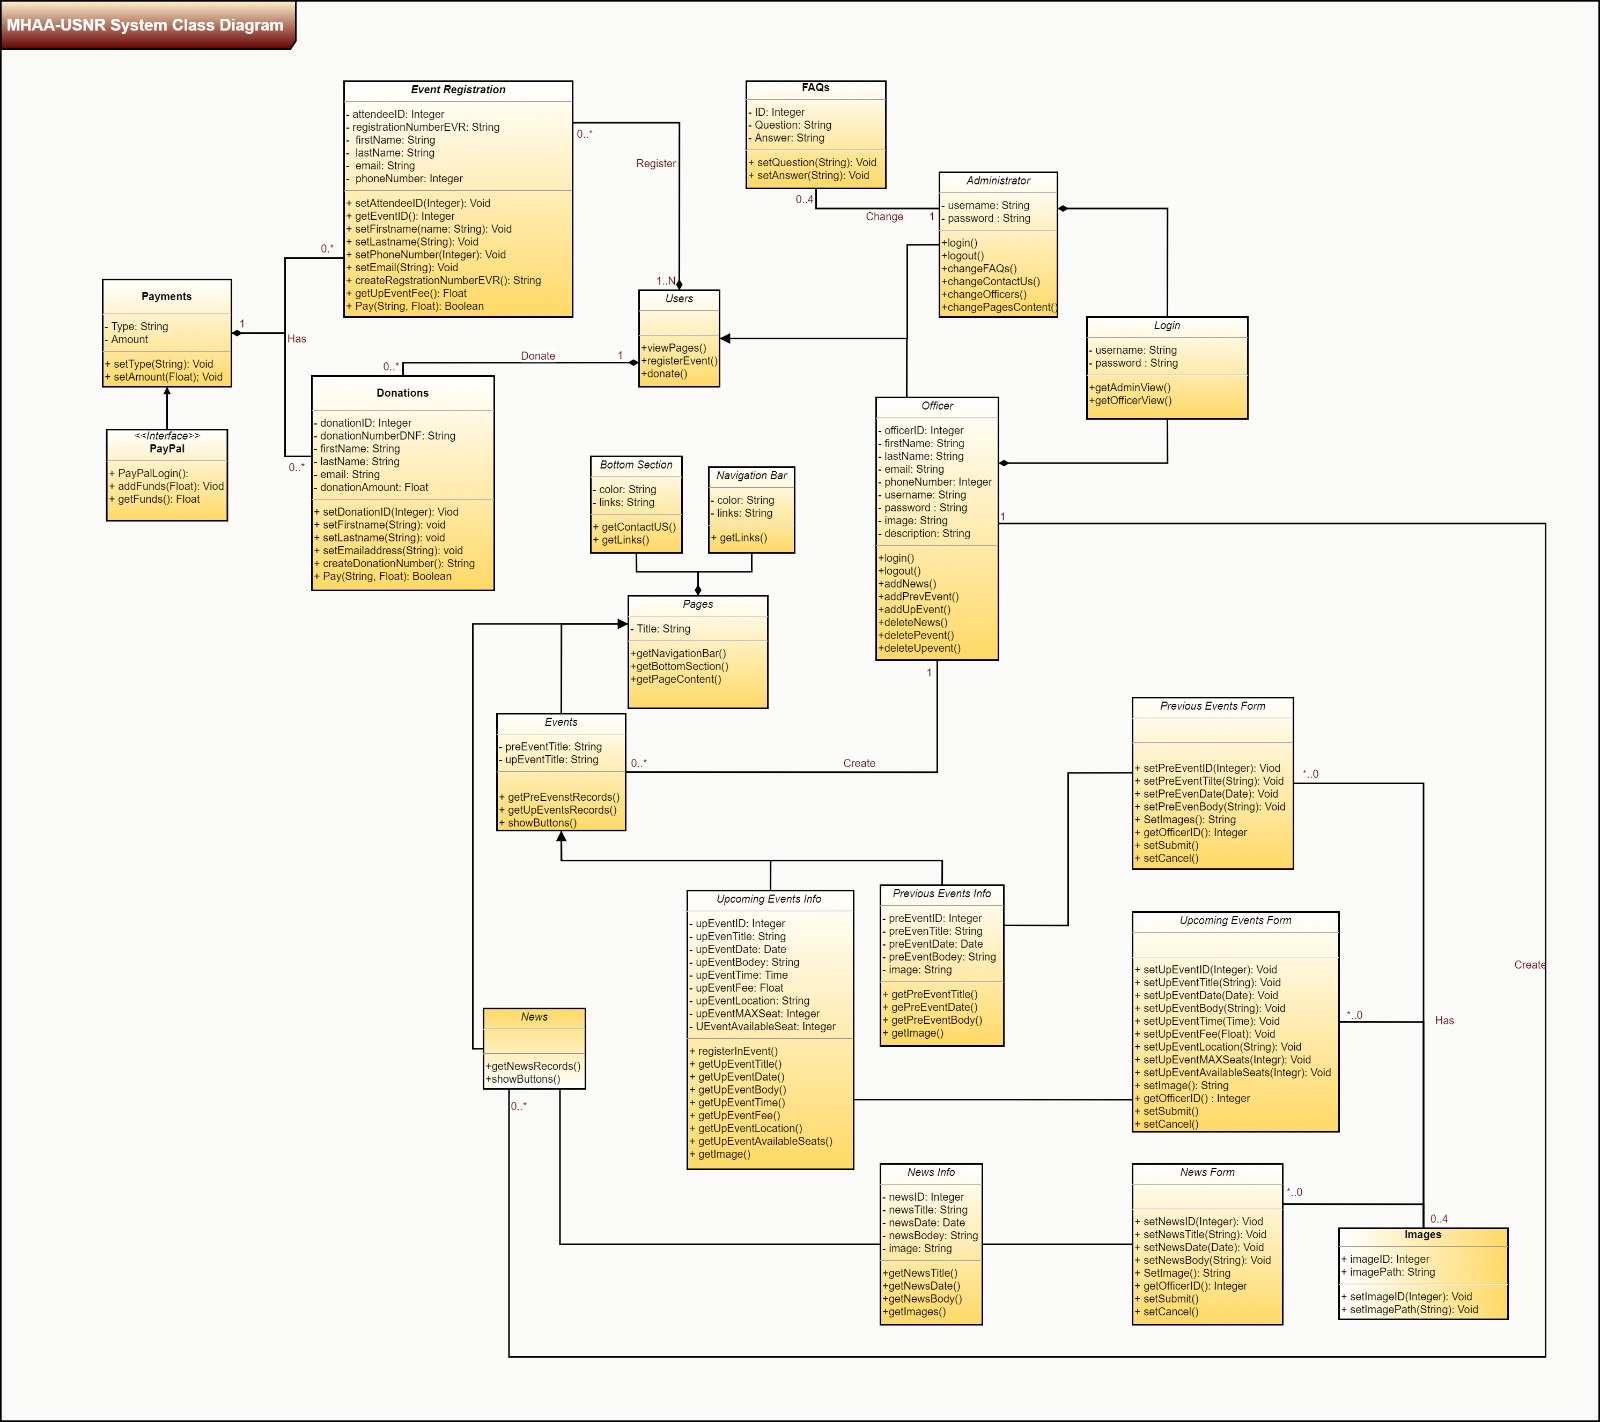 MHAA-USNR System Class Diagram
Event Registration
- attendeeID: Integer
- registrationNumberEVR: String
- firstName: String
- lastName: String
- email: String
- phoneNumber: Integer
+ setAttendeeID(Integer): Void
+ getEventID(): Integer
+ setFirstname(name: String): Void
+ setLastname(String): Void
+ setPhoneNumber(Integer): Void
+ setEmail(String): Void
+ createRegstrationNumberEVR(): String
+ getUpEventFee(): Float
+ Pay(String, Float): Boolean
0..*
Register
1..N
FAQs
- ID: Integer
- Question: String
- Answer: String
+ setQuestion(String): Void
+ setAnswer(String): Void
0..4
Change
1
Administrator
- username: String
- password : String
+login()
+logout()
+changeFAQs()
+changeContactUs()
+changeOfficers()
+changePagesContent()
Login
- username: String
- password : String
+getAdminView()
+getOfficerView()
Payments
- Type: String
- Amount
+ setType(String): Void
+ setAmount(Float); Void
1
Has
0.*
0..*
<<Interface>>
PayPal
+ PayPalLogin():
+ addFunds(Float): Viod
+ getFunds(): Float
Users
+viewPages()
+registerEvent()
+donate()
Donate
1
0..*
Donations
- donationID: Integer
- donationNumberDNF: String
- firstName: String
- lastName: String
- email: String
- donationAmount: Float
+ setDonationID(Integer): Viod
+ setFirstname(String): void
+ setLastname(String): void
+ setEmailaddress(String): void
+ createDonationNumber(): String
+ Pay(String, Float): Boolean
Officer
- officerID: Integer
- firstName: String
- lastName: String
- email: String
- phoneNumber: Integer
- username: String
- password : String
- image: String
- description: String
+login()
+logout()
+addNews()
+addPrevEvent()
+addUpEvent()
+deleteNews()
+deletePevent()
+deleteUpevent()
1
1
Bottom Section
- color: String
- links: String
+ getContactUS()
+ getLinks()
Navigation Bar
- color: String
- links: String
+ getLinks()
Pages
- Title: String
+getNavigationBar()
+getBottomSection()
+getPageContent()
Events
- preEventTitle: String
- upEventTitle: String
+ getPreEvenstRecords()
+ getUpEventsRecords()
+ showButtons()
0..*
Create
Previous Events Form
+ setPreEventID(Integer): Viod
+ setPreEventTilte(String): Void
+ setPreEvenDate(Date): Void
+ setPreEvenBody(String): Void
+ SetImages(): String
+ getOfficerID(): Integer
+ setSubmit()
+ setCancel()
*..0
Upcoming Events Info
- upEventID: Integer
- upEvenTitle: String
- upEventDate: Date
- upEventBodey: String
- upEventTime: Time
- upEventFee: Float
- upEventLocation: String
- upEventMAXSeat: Integer
- UEventAvailableSeat: Integer
+ registerInEvent()
+ getUpEventTitle()
+ getUpEventDate()
+ getUpEventBody()
+ getUpEventTime()
+ getUpEventFee()
+ getUpEventLocation()
+ getUpEventAvailableSeats()
+ getImage()
Previous Events Info
- preEventID: Integer
- preEvenTitle: String
- preEventDate: Date
- preEventBodey: String
- image: String
+ getPreEventTitle()
+ gePreEventDate()
+ getPreEventBody()
+ getImage()
Upcoming Events Form
+ setUpEventID(Integer): Void
+ setUpEventTitle(String): Void
+ setUpEventDate(Date): Void
+ setUpEventBody(String): Void
+ setUpEventTime(Time): Void
+ setUpEventFee(Float): Void
+ setUpEventLocation(String): Void
+ setUpEventMAXSeats(Integr): Void
+ setUpEventAvailableSeats(Integr): Void
+ setImage(): String
+ getOfficerID() : Integer
+ setSubmit()
+ setCancel()
*..0
Has
Create
News
+getNewsRecords()
+showButtons()
0..*
News Info
- newsID: Integer
- newsTitle: String
- newsDate: Date
- newsBodey: String
- image: String
+getNewsTitle()
+getNewsDate()
+getNewsBody()
+getImages()
News Form
+ setNewsID(Integer): Viod
+ setNewsTitle(String): Void
+ setNewsDate(Date): Void
+ setNewsBody(String): Void
+ SetImage(): String
+ getOfficerID(): Integer
+ setSubmit()
+ setCancel()
*..0
0..4
Images
+ imageID: Integer
+ imagePath: String
+ setImageID(Integer): Void
+ setImagePath(String): Void